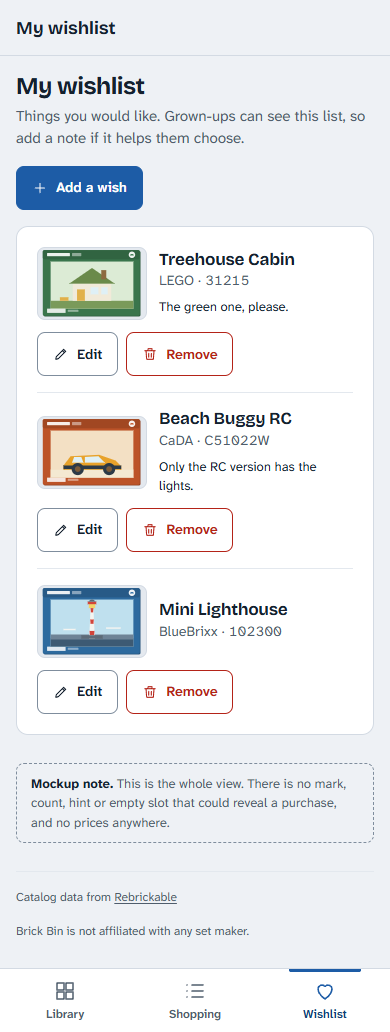 My wishlist
My wishlist
Things you would like. Grown-ups can see this list, so
add a note if it helps them choose.
Add a wish
Treehouse Cabin
LEGO · 31215
The green one, please.
Edit
Remove
Beach Buggy RC
CaDA · C51022W
Only the RC version has the
lights.
Edit
Remove
Mini Lighthouse
BlueBrixx · 102300
Edit
Remove
Mockup note. This is the whole view. There is no mark,
count, hint or empty slot that could reveal a purchase,
and no prices anywhere.
Catalog data from Rebrickable
Brick Bin is not affiliated with any set maker.
Library
Shopping
Wishlist